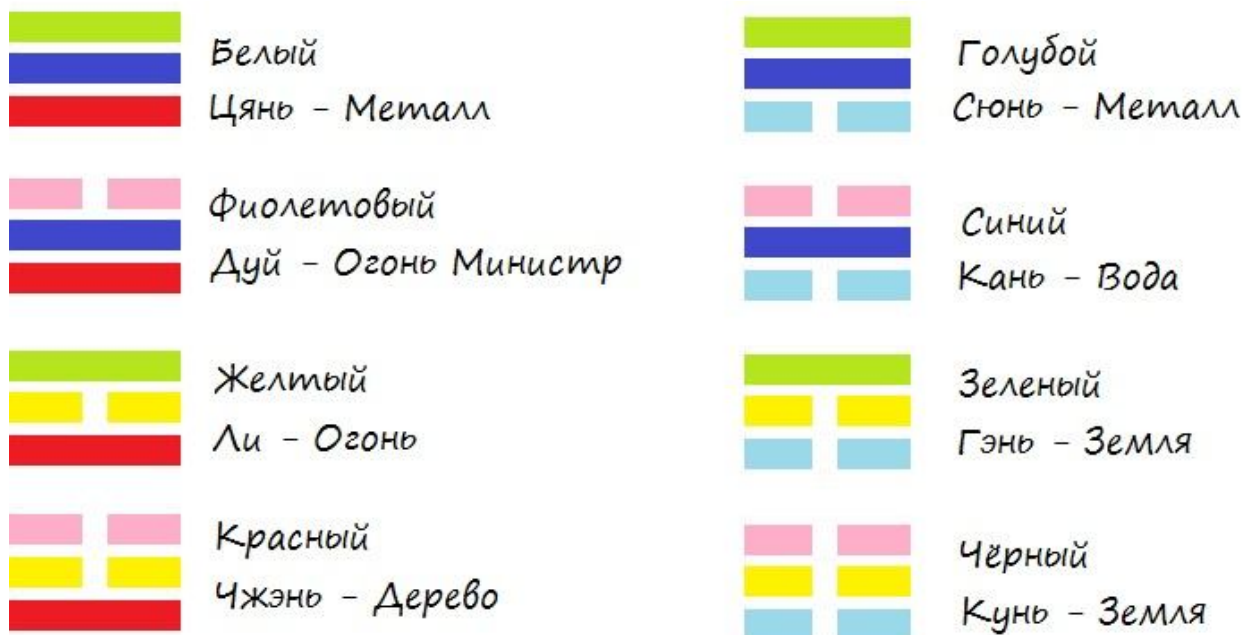 Белый
Цянь - Металл
Фиолетовый
Дуй - Огонь Министр
Желтый
Ли - Огонь
Красный
Чжэнь - Дерево
Голубой
Сюнь - Металл
Синий
Кань - Вода
Зеленый
Гэнь - Земля
Чёрный
Кунь - Земля